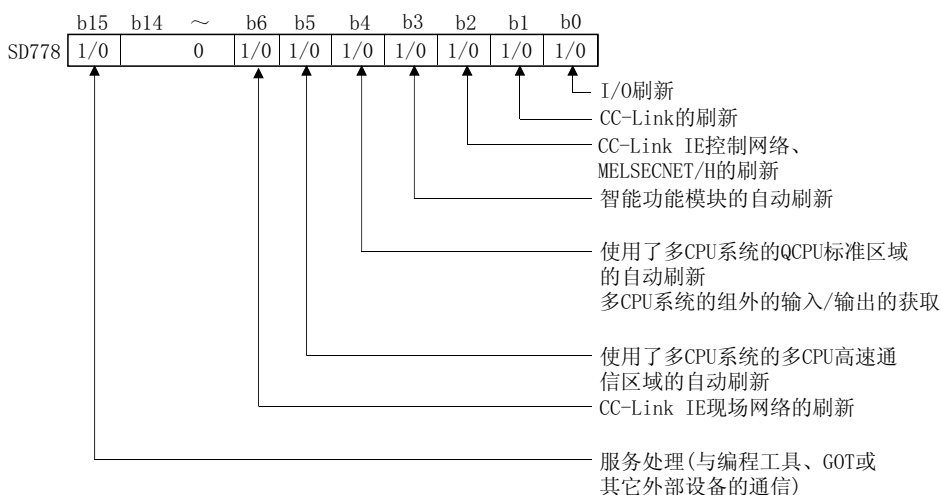 b15 b14 ～ b6 b5 b4 b3 b2 b1 b0
SD778 1/0 0 1/0 1/0 1/0 1/0 1/0 1/0 1/0
I/O刷新
CC-Link的刷新
CC-Link IE控制网络、
MELSECNET/H的刷新
智能功能模块的自动刷新
使用了多CPU系统的QCPU标准区域
的自动刷新
多CPU系统的组外的输入/输出的获取
使用了多CPU系统的多CPU高速通
信区域的自动刷新
CC-Link IE现场网络的刷新
服务处理(与编程工具、GOT或
其它外部设备的通信)